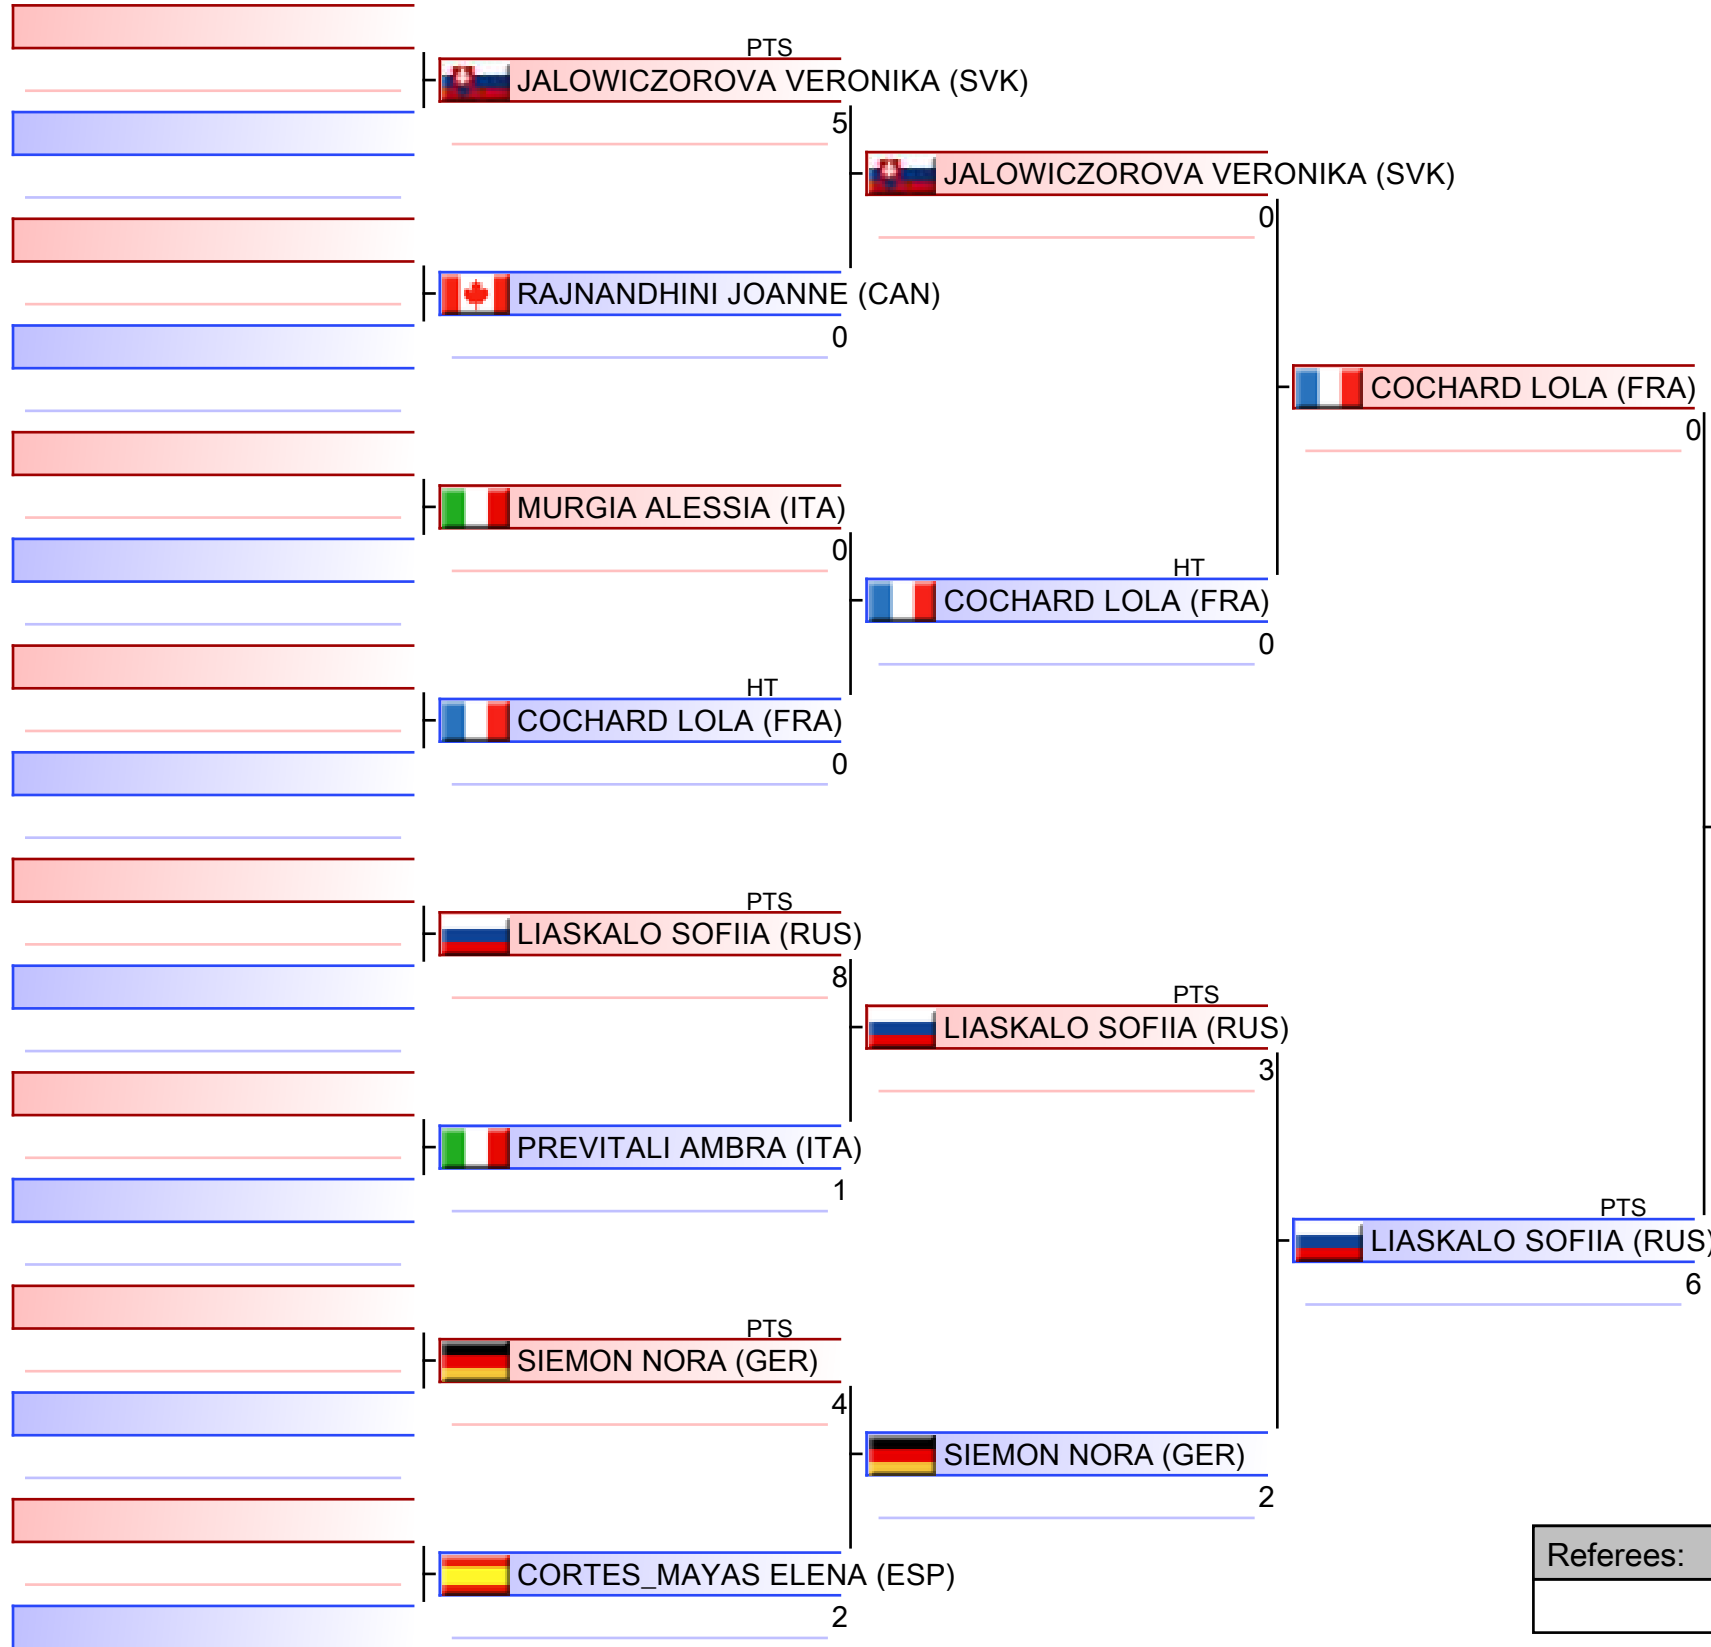 PTS
JALOWICZOROVA VERONIKA (SVK)
5
JALOWICZOROVA VERONIKA (SVK)
0
RAJNANDHINI JOANNE (CAN)
0
COCHARD LOLA (FRA)
0
MURGIA ALESSIA (ITA)
0
HT
COCHARD LOLA (FRA)
0
HT
COCHARD LOLA (FRA)
0
PTS
LIASKALO SOFIIA (RUS)
8
PTS
LIASKALO SOFIIA (RUS)
3
PREVITALI AMBRA (ITA)
1
PTS
LIASKALO SOFIIA (RUS)
6
PTS
SIEMON NORA (GER)
4
SIEMON NORA (GER)
2
Referees:
CORTES_MAYAS ELENA (ESP)
2